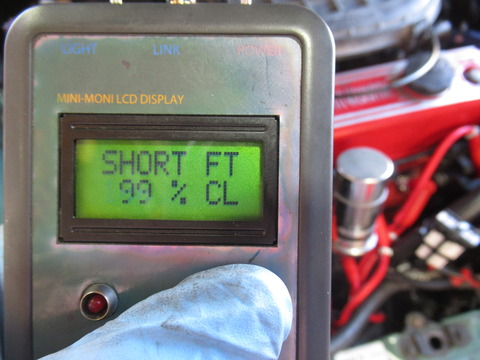 LIGHT LINK POWER
MINI-MONI LCD DISPLAY
SHORT FT
99 % CL